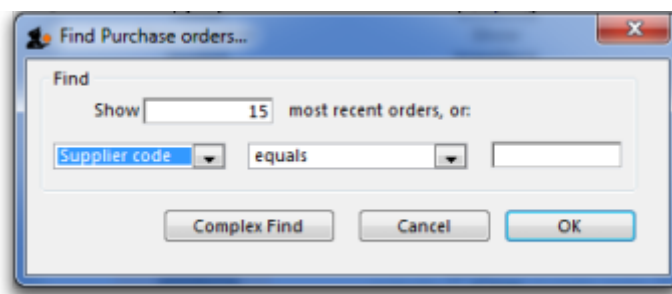 Find Purchase orders...
Find
Show 15 most recent orders, or:
Supplier code equals
Complex Find Cancel OK